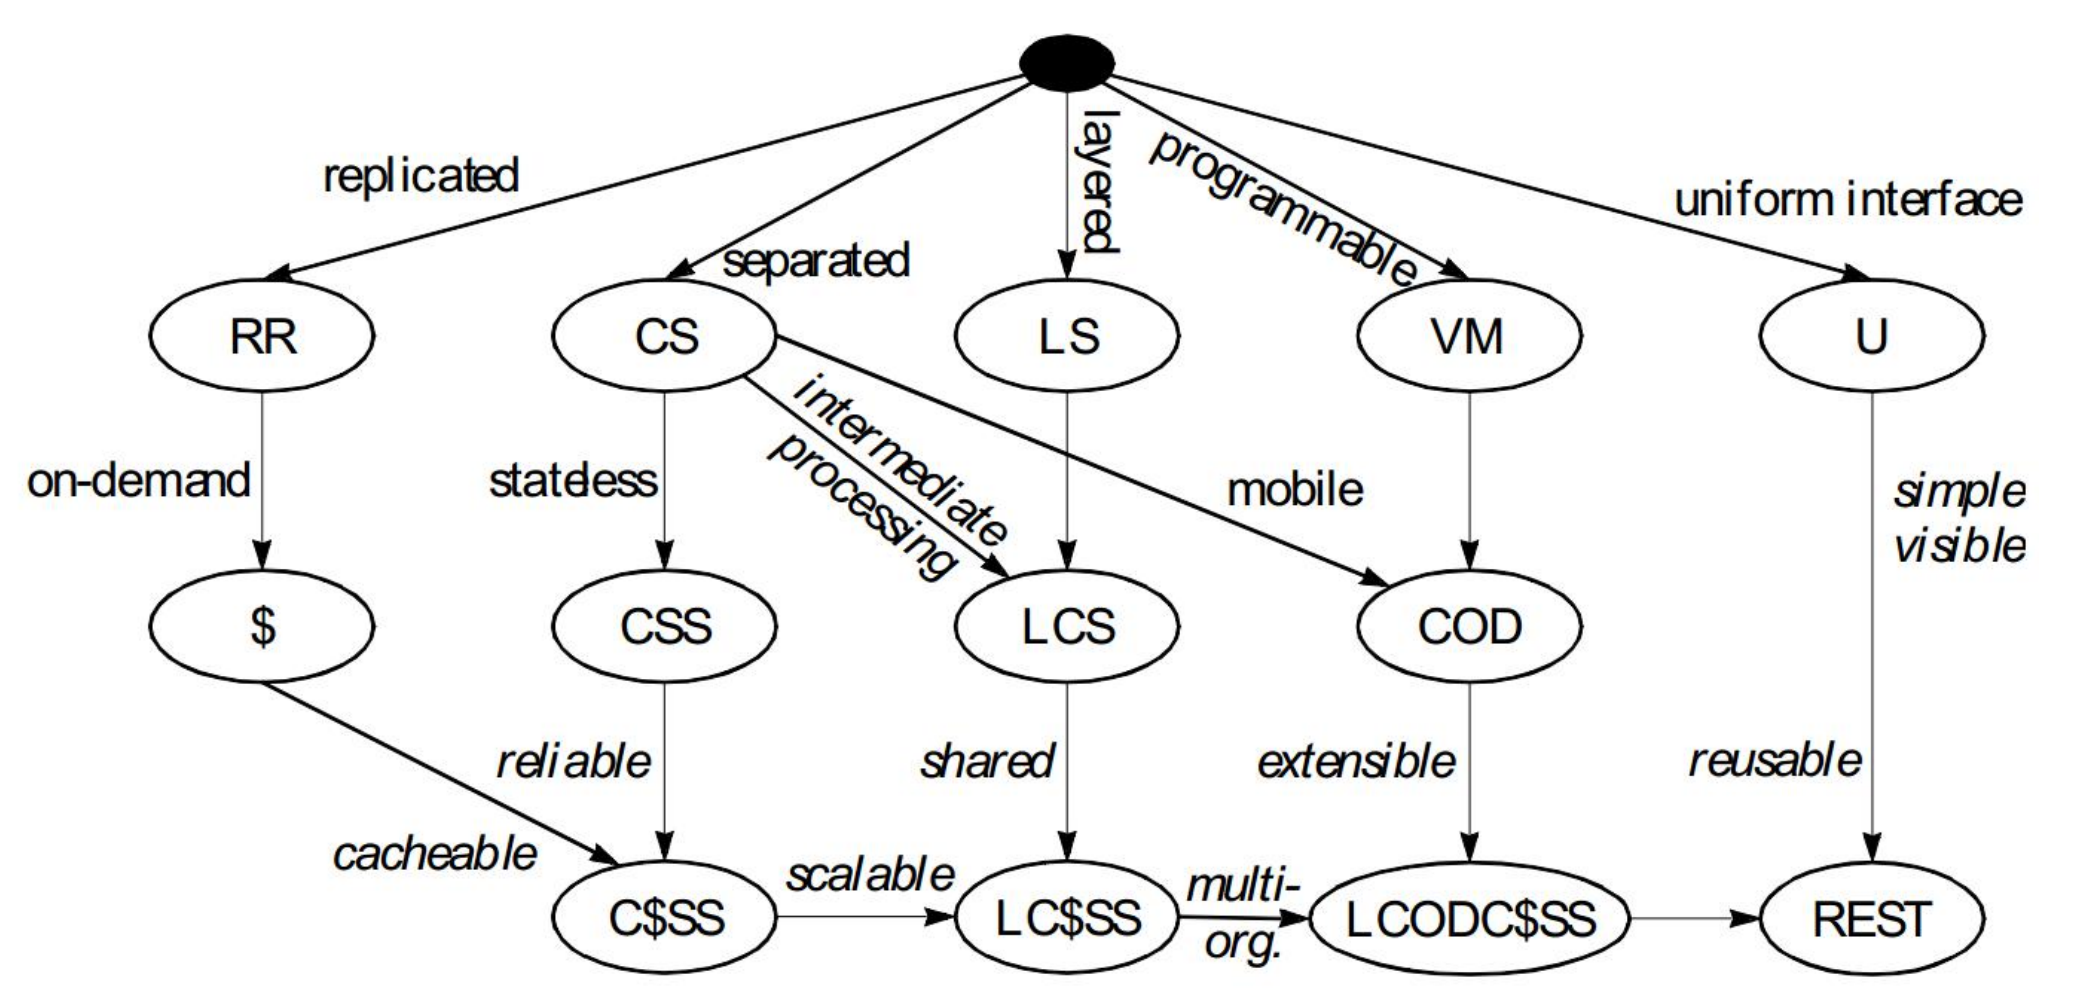 layered
programmable
replicated
uniform interface
separated
RR
CS
LS
VM
U
intermediate
processing
on-demand
stateless
mobile
simple
visible
$
CSS
LCS
COD
reliable
shared
extensible
reusable
cacheable
scalable
multi-
org.
C$SS
LC$SS
LCODC$SS
REST